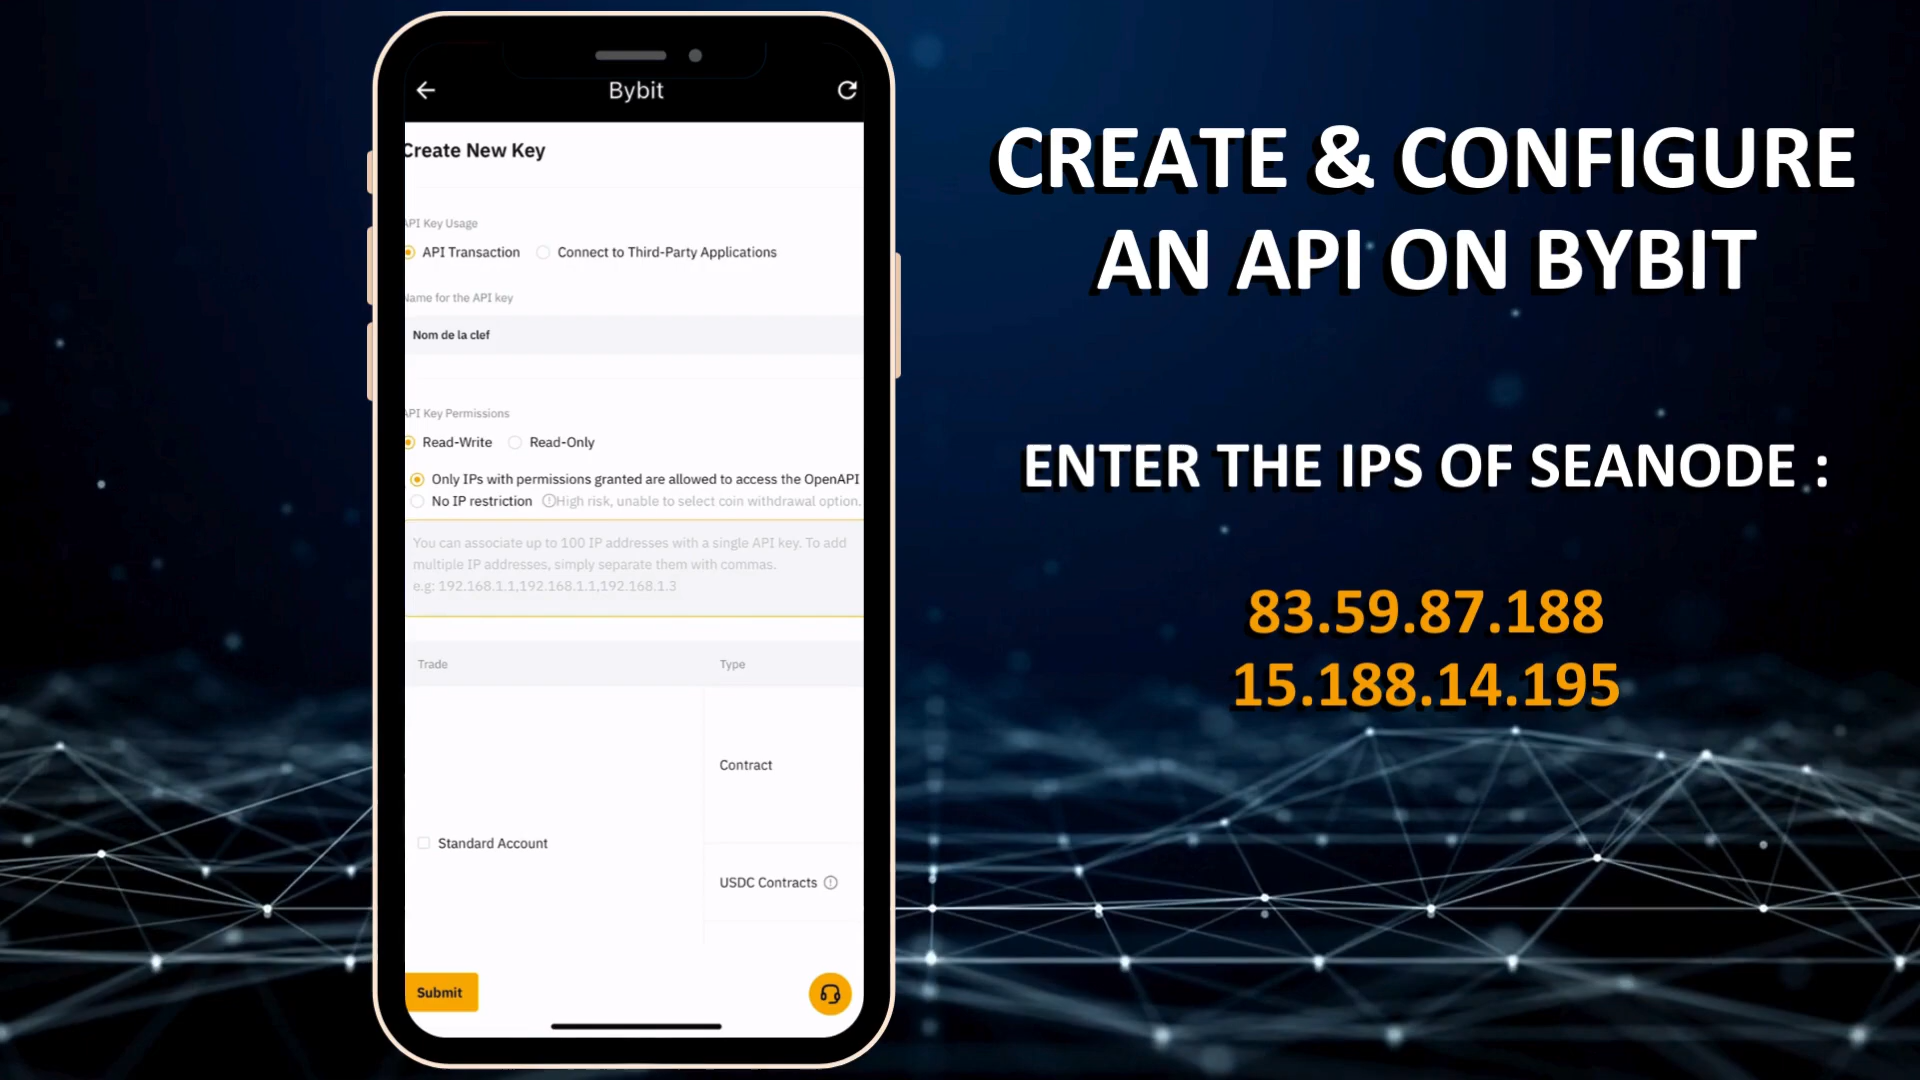 Bybit
Create New Key
API Key Usage
API Transaction Connect to Third-Party Applications
Name for the API key
Nom de la clef
API Key Permissions
Read-Write Read-Only
Only IPs with permissions granted are allowed to access the OpenAPI
No IP restriction High risk, unable to select coin withdrawal option.
You can associate up to 100 IP addresses with a single API key. To add
multiple IP addresses, simply separate them with commas.
e.g: 192.168.1.1,192.168.1.1,192.168.1.3
Trade Type
Contract
Standard Account
USDC Contracts
Submit
CREATE & CONFIGURE
AN API ON BYBIT
ENTER THE IPS OF SEANODE :
83.59.87.188
15.188.14.195